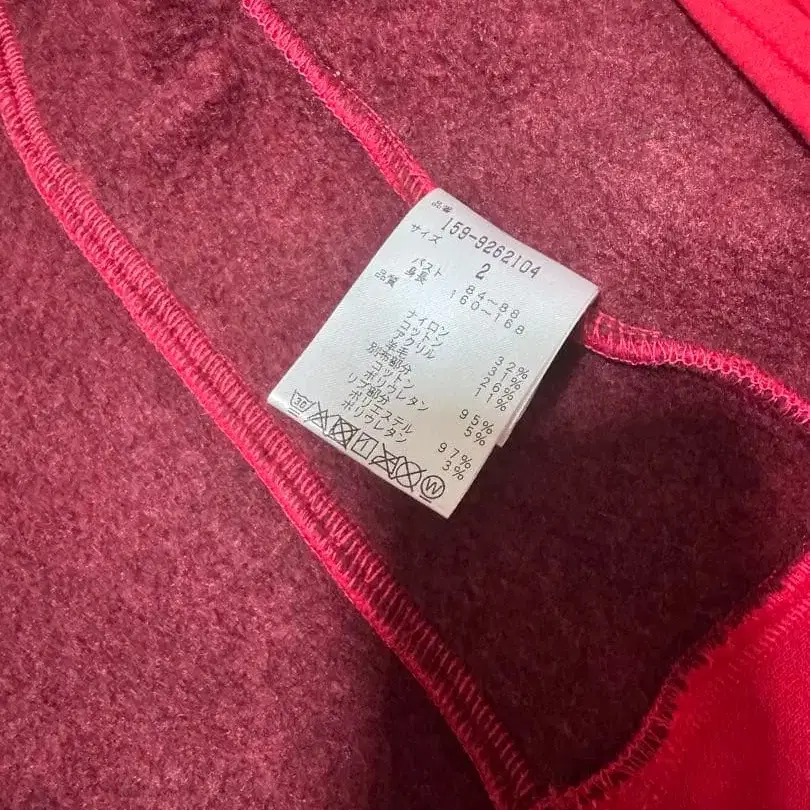 品番
159-9262104
サイズ
2
バスト 84～88
身長 160～168
品質
ナイロン 32%
コットン 31%
アクリル 26%
羊毛 11%
別布部分
コットン 95%
ポリウレタン 5%
リブ部分
ポリエステル 97%
ポリウレタン 3%
30
W